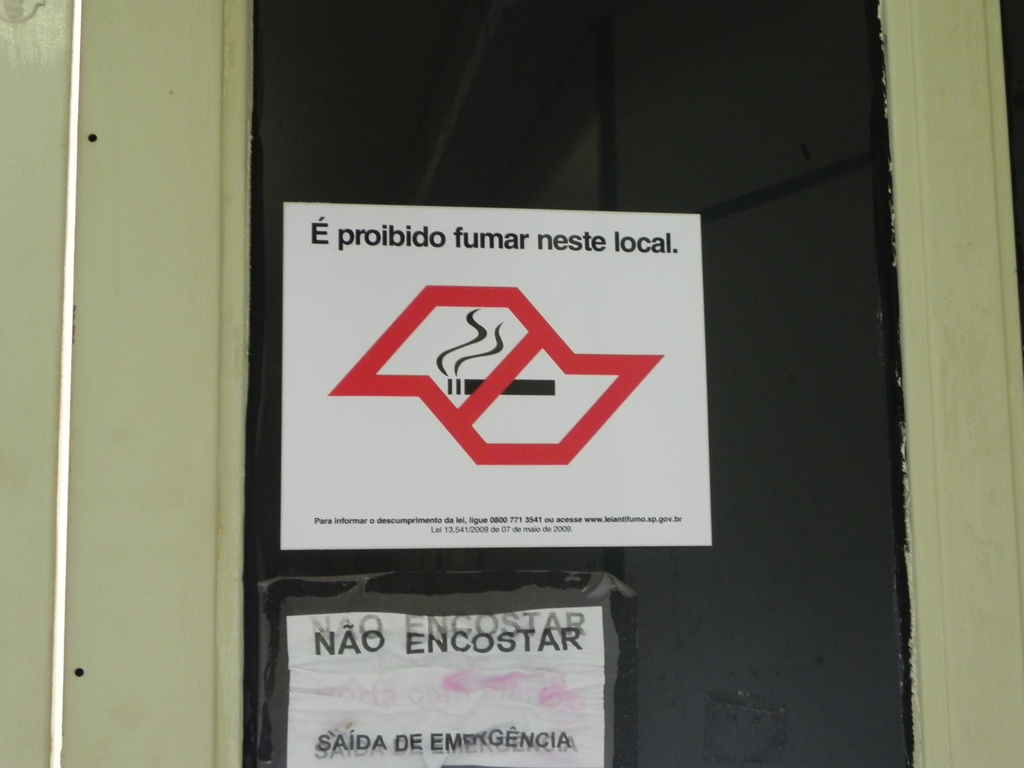 É proibido fumar neste local.
Para informar o descumprimento da lei, ligue 0800 771 3541 ou acesse www.leiantifumo.sp.gov.br
Lei 13.541/2009 de 07 de maio de 2009.
NÃO ENCOSTAR
SAÍDA DE EMERGÊNCIA